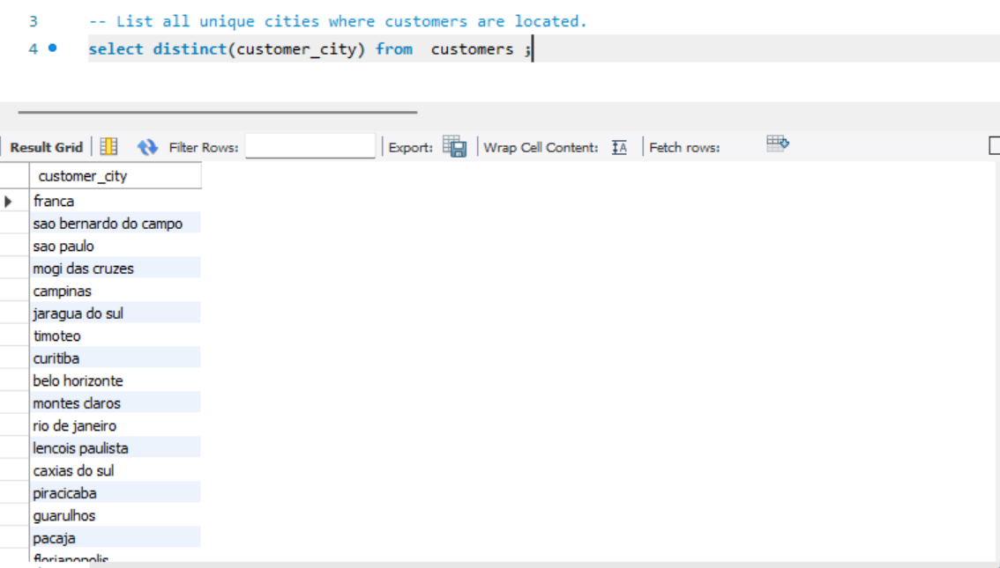 3 -- List all unique cities where customers are located.
4 select distinct(customer_city) from customers ;
Result Grid Filter Rows: Export: Wrap Cell Content: IA Fetch rows:
customer_city
franca
sao bernardo do campo
sao paulo
mogi das cruzes
campinas
jaragua do sul
timoteo
curitiba
belo horizonte
montes claros
rio de janeiro
lencois paulista
caxias do sul
piracicaba
guarulhos
pacaja
florianopolis